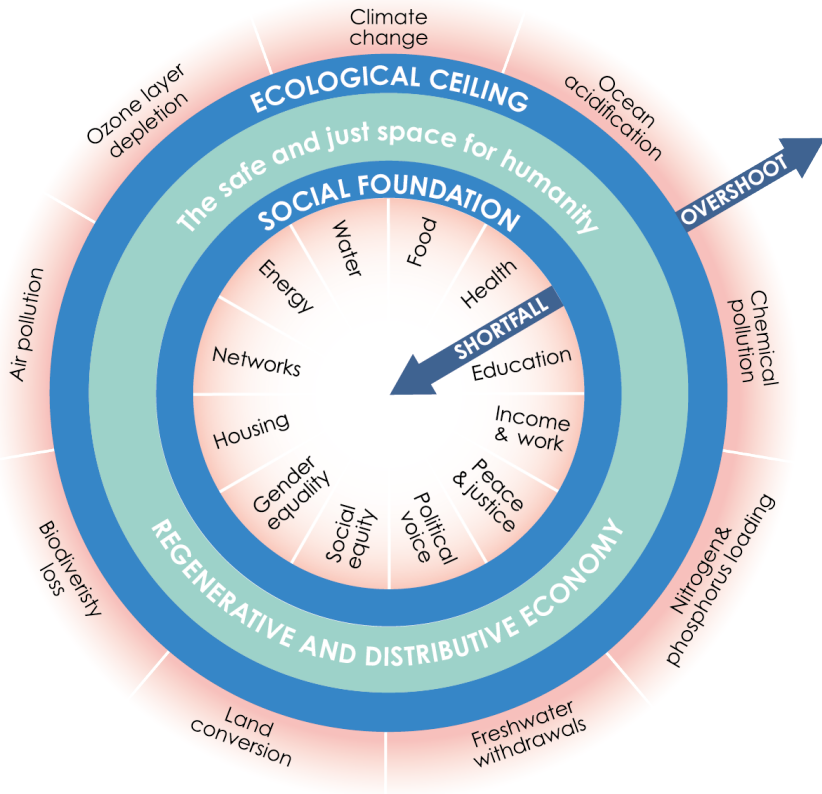 Climate
change
Ocean
acidification
Chemical
pollution
Nitrogen&
phosphorus loading
Freshwater
withdrawals
Land
conversion
Biodiveristy
loss
Air pollution
Ozone layer
depletion
ECOLOGICAL CEILING
The safe and just space for humanity
SOCIAL FOUNDATION
OVERSHOOT
SHORTFALL
Water
Food
Health
Education
Income
& work
Peace
& justice
Political
voice
Social
equity
Gender
equality
Housing
Networks
Energy
REGENERATIVE AND DISTRIBUTIVE ECONOMY